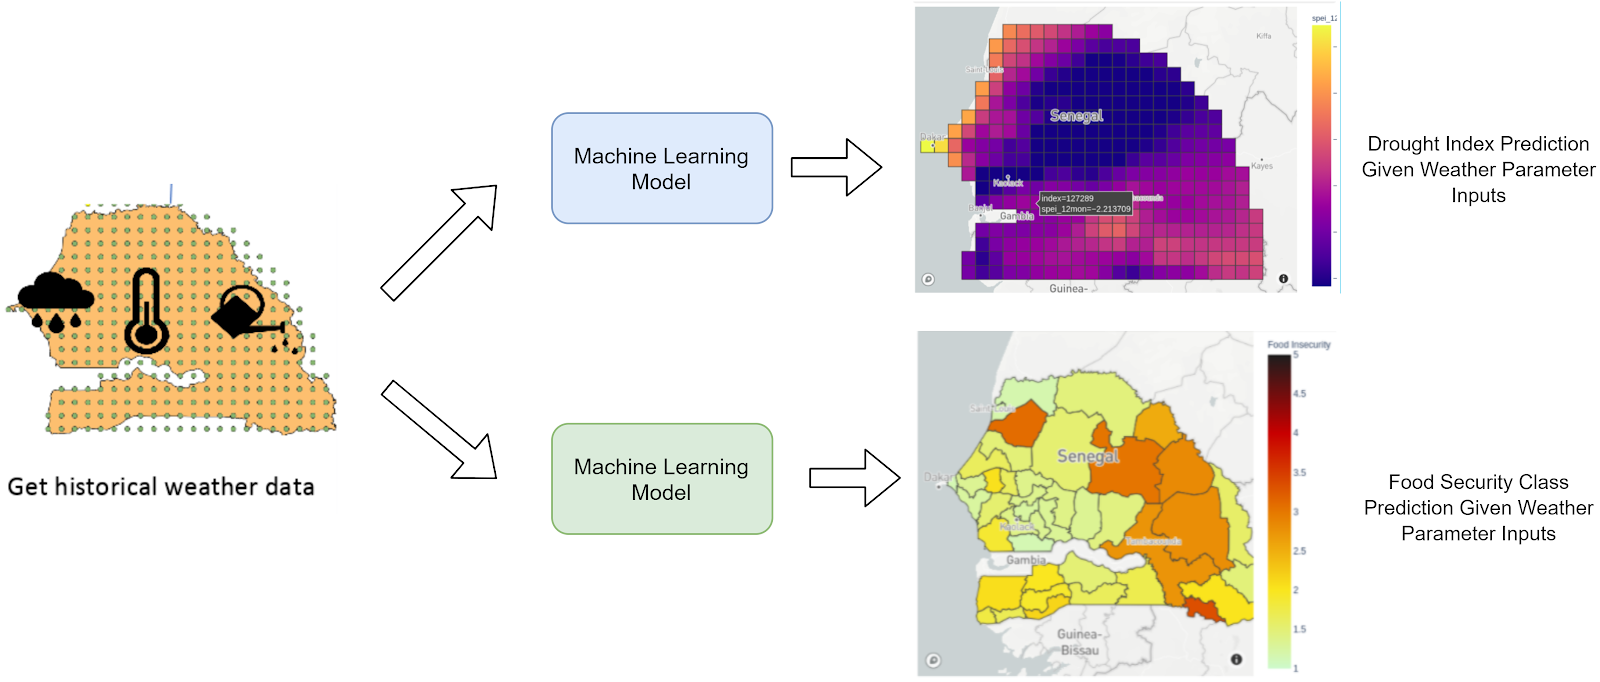 Get historical weather data
Machine Learning
Model
Machine Learning
Model
spei_12
Kiffa
Saint-Louis
Senegal
Dakar
Kayes
Kaolack
index=127289
spei_12mon=−2.213709
Banjul
Gambia
Guinea-
Drought Index Prediction
Given Weather Parameter
Inputs
Food Insecurity
5
4.5
4
3.5
3
2.5
2
1.5
1
Saint-Louis
Senegal
Dakar
Kaolack
Tambacounda
Gambia
Guinea-
Bissau
Food Security Class
Prediction Given Weather
Parameter Inputs